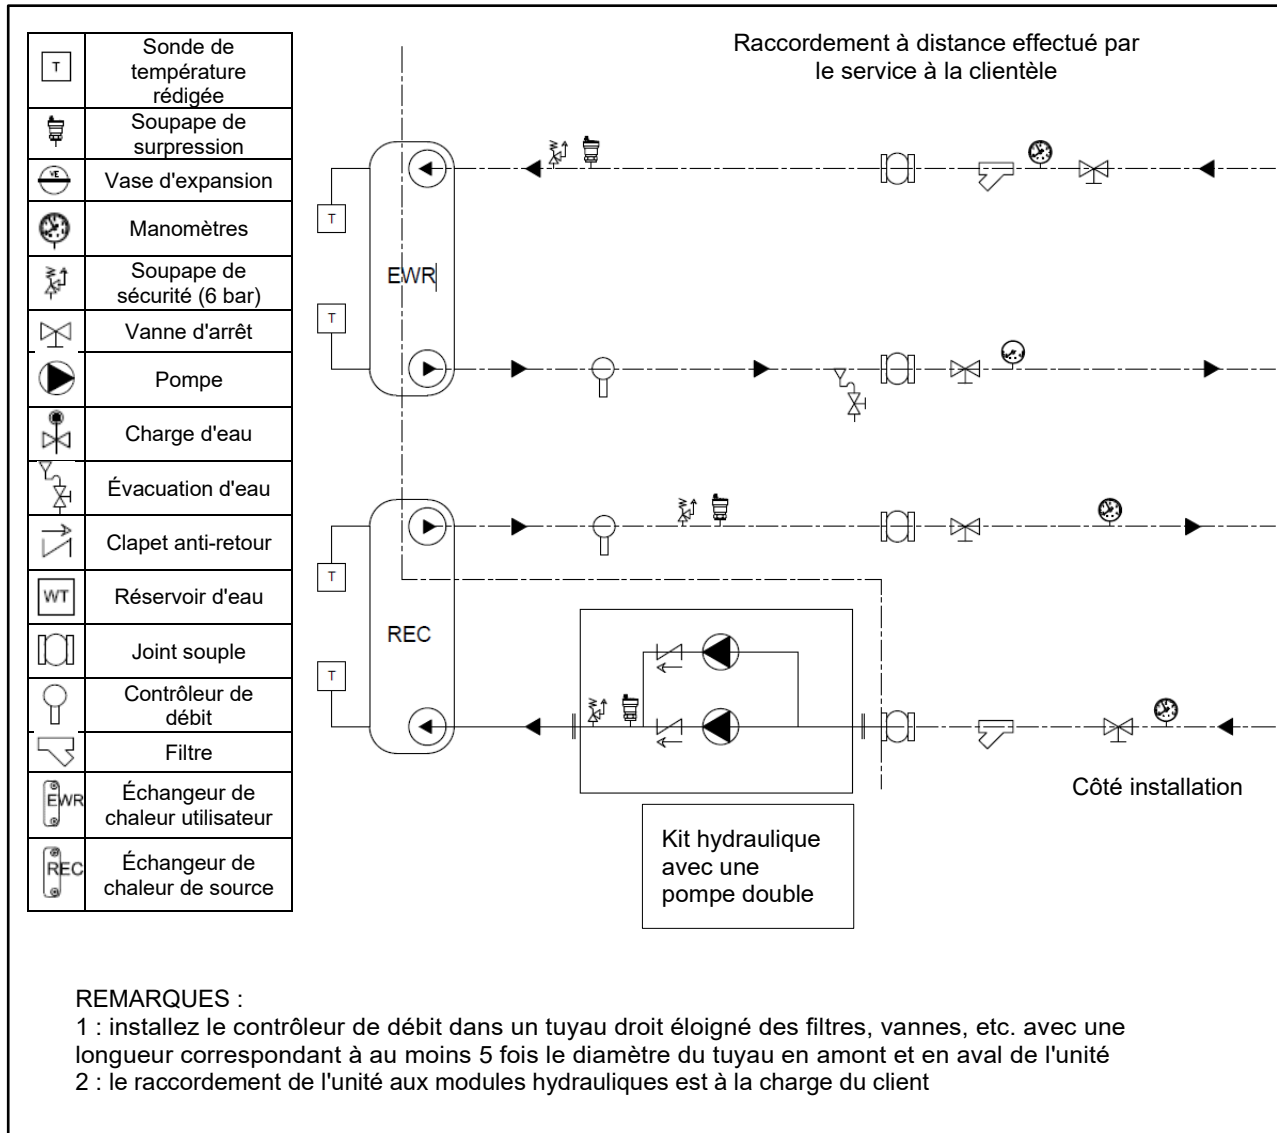 Raccordement à distance effectué par
le service à la clientèle
T
Sonde de
température
rédigée
Soupape de
surpression
VE
Vase d'expansion
Manomètres
Soupape de
sécurité (6 bar)
Vanne d'arrêt
Pompe
Charge d'eau
Évacuation d'eau
Clapet anti-retour
WT
Réservoir d'eau
Joint souple
Contrôleur de
débit
Filtre
EWR
Échangeur de
chaleur utilisateur
REC
Échangeur de
chaleur de source
T
EWR
T
T
REC
T
Côté installation
Kit hydraulique
avec une
pompe double
REMARQUES :
1 : installez le contrôleur de débit dans un tuyau droit éloigné des filtres, vannes, etc. avec une
longueur correspondant à au moins 5 fois le diamètre du tuyau en amont et en aval de l'unité
2 : le raccordement de l'unité aux modules hydrauliques est à la charge du client